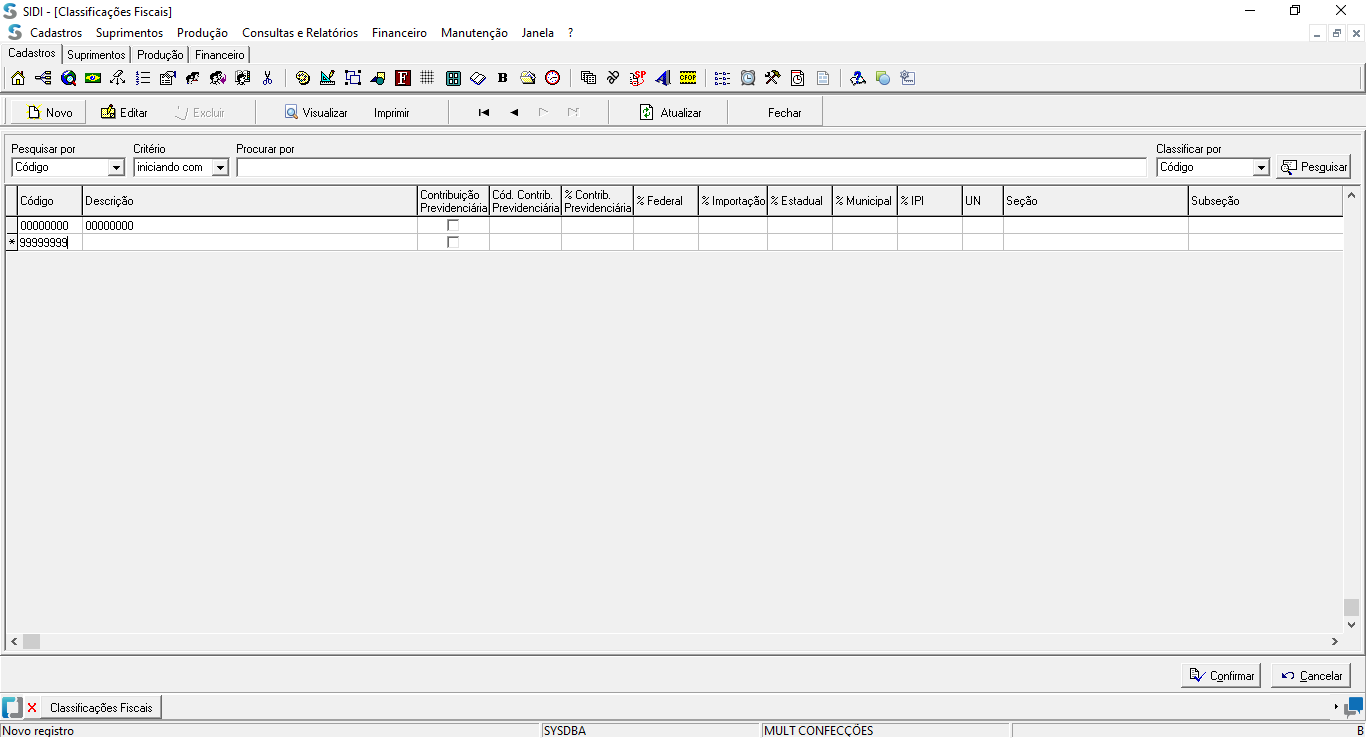 SIDI - [Classificações Fiscais]
Cadastros Suprimentos Produção Consultas e Relatórios Financeiro Manutenção Janela ?
Cadastros Suprimentos Produção Financeiro
F B SP CFOP
Novo Editar Excluir Visualizar Imprimir Atualizar Fechar
Pesquisar por Critério Procurar por Classificar por
Código iniciando com Código Pesquisar
Código Descrição Contribuição Previdenciária Cód. Contrib. Previdenciária % Contrib. Previdenciária % Federal % Importação % Estadual % Municipal % IPI UN Seção Subseção
00000000 00000000
* 99999999
Confirmar Cancelar
Classificações Fiscais
Novo registro SYSDBA MULT CONFECÇÕES B